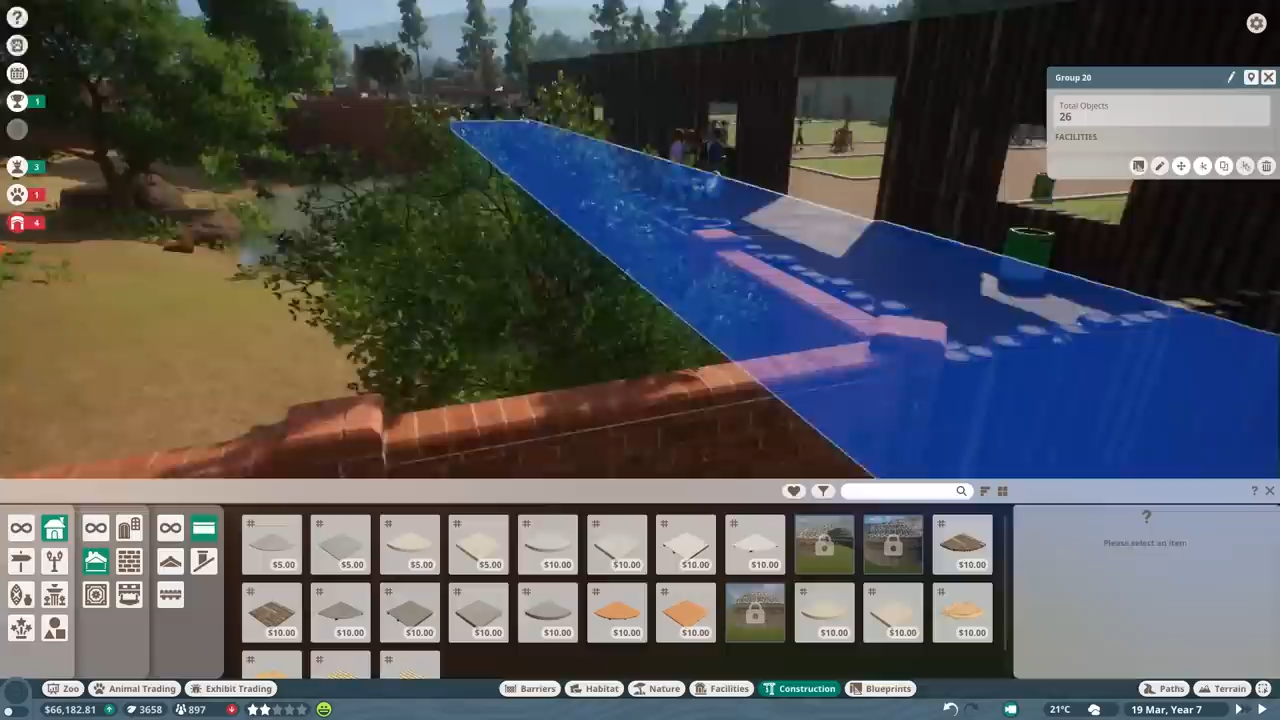 ?
1
3
1
4
Group 20
Total Objects
26
FACILITIES
? 
?
$5.00 $5.00 $5.00 $5.00 $10.00 $10.00 $10.00 $10.00 $10.00
Please select an item
$10.00 $10.00 $10.00 $10.00 $10.00 $10.00 $10.00 $10.00 $10.00 $10.00
Zoo Animal Trading Exhibit Trading Barriers Habitat Nature Facilities Construction Blueprints Paths Terrain
$66,182.81 3658 897 21°C 19 Mar, Year 7